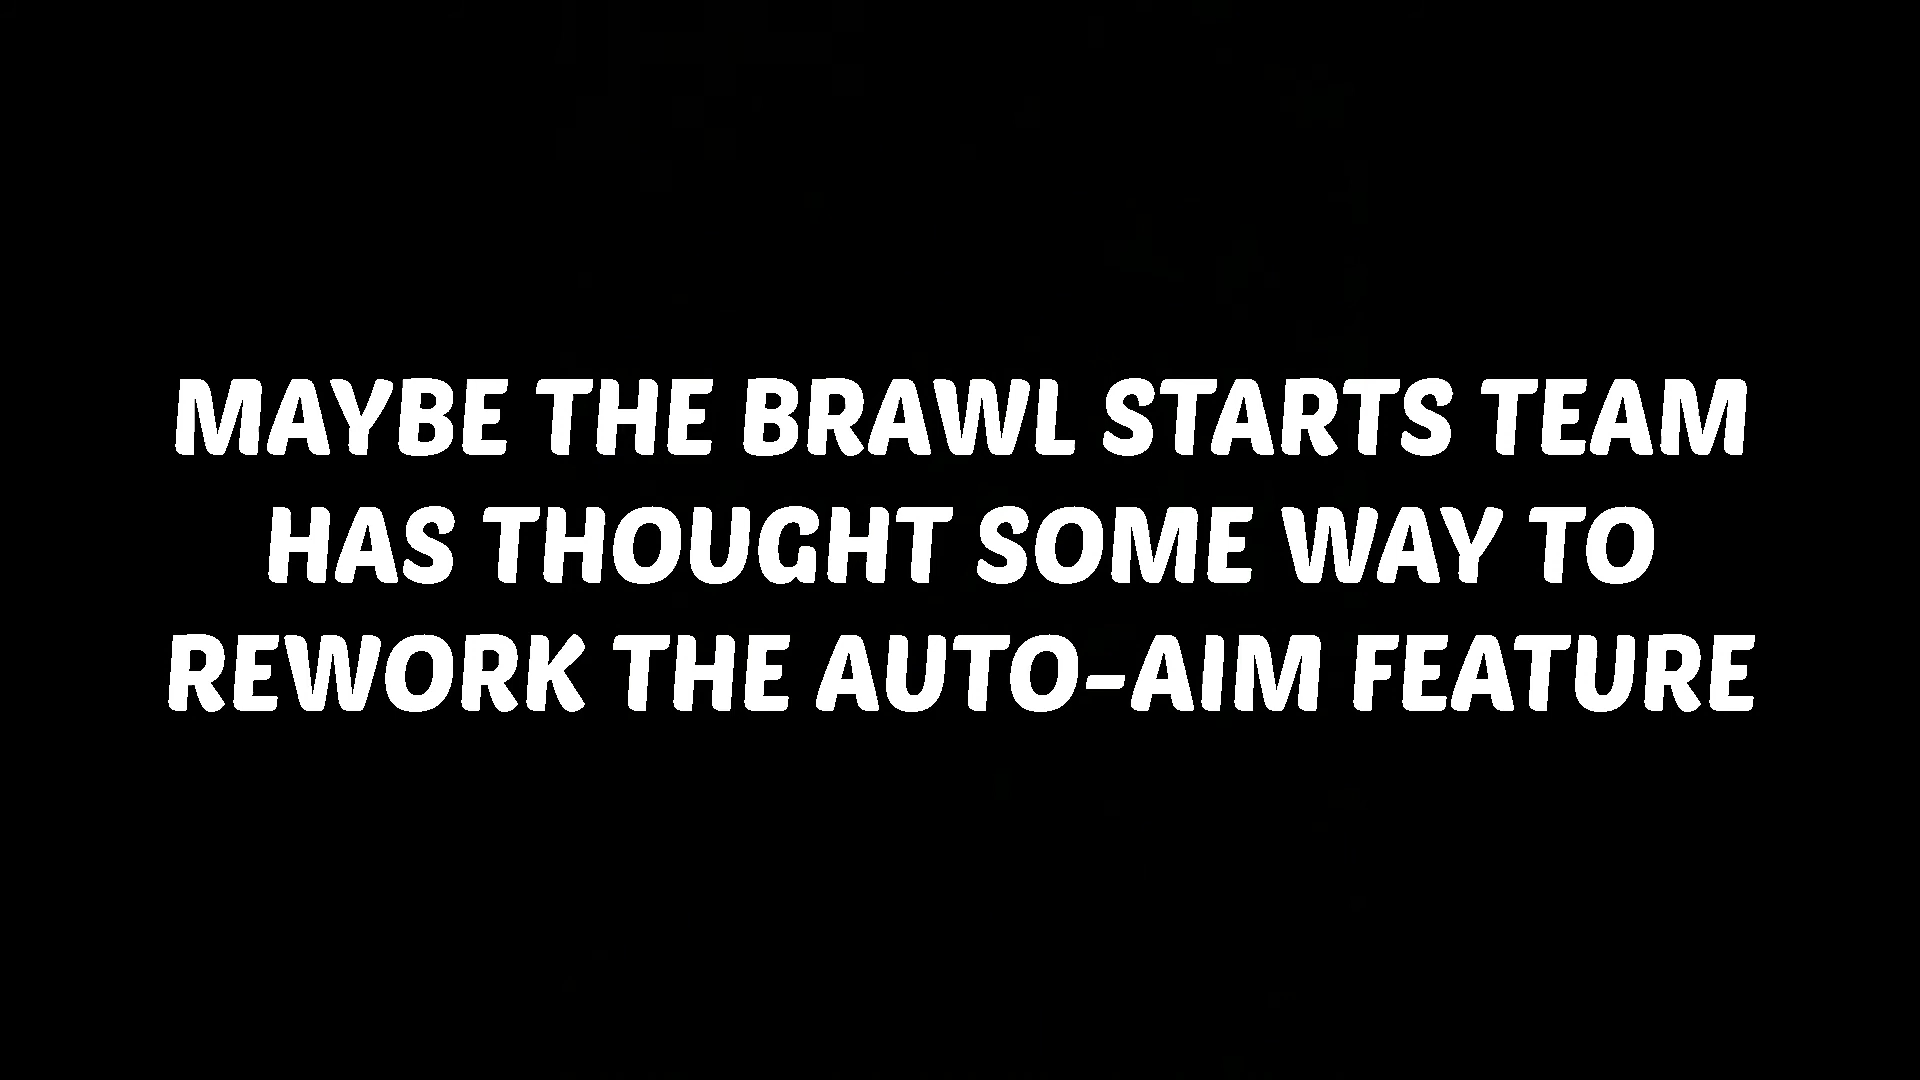 MAYBE THE BRAWL STARTS TEAM
HAS THOUGHT SOME WAY TO
REWORK THE AUTO-AIM FEATURE